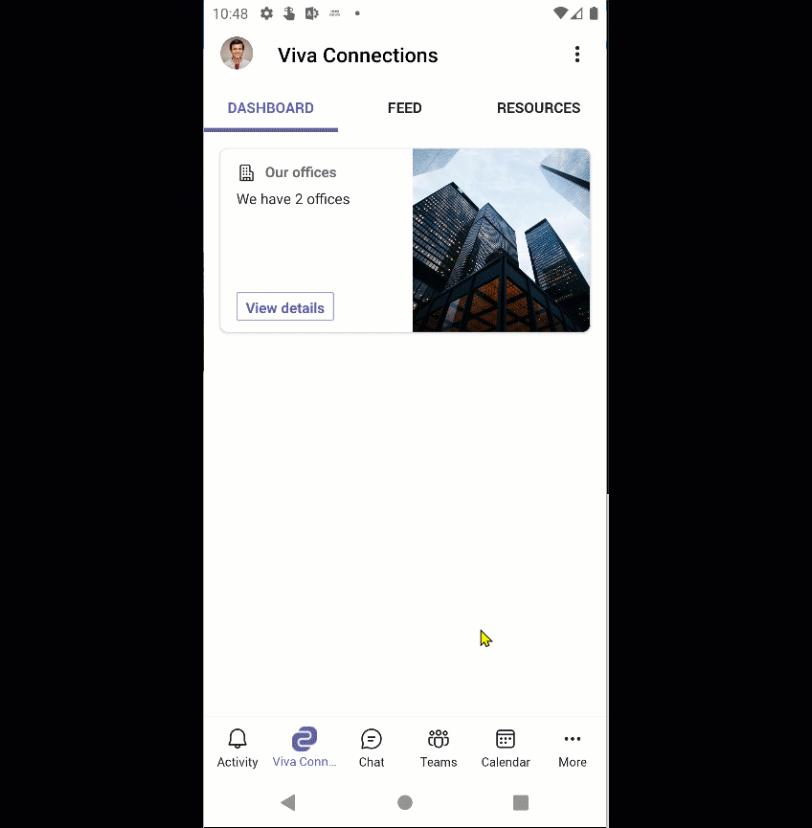 10:48
Viva Connections
DASHBOARD FEED RESOURCES
Our offices
We have 2 offices
View details
Activity Viva Conn... Chat Teams Calendar More